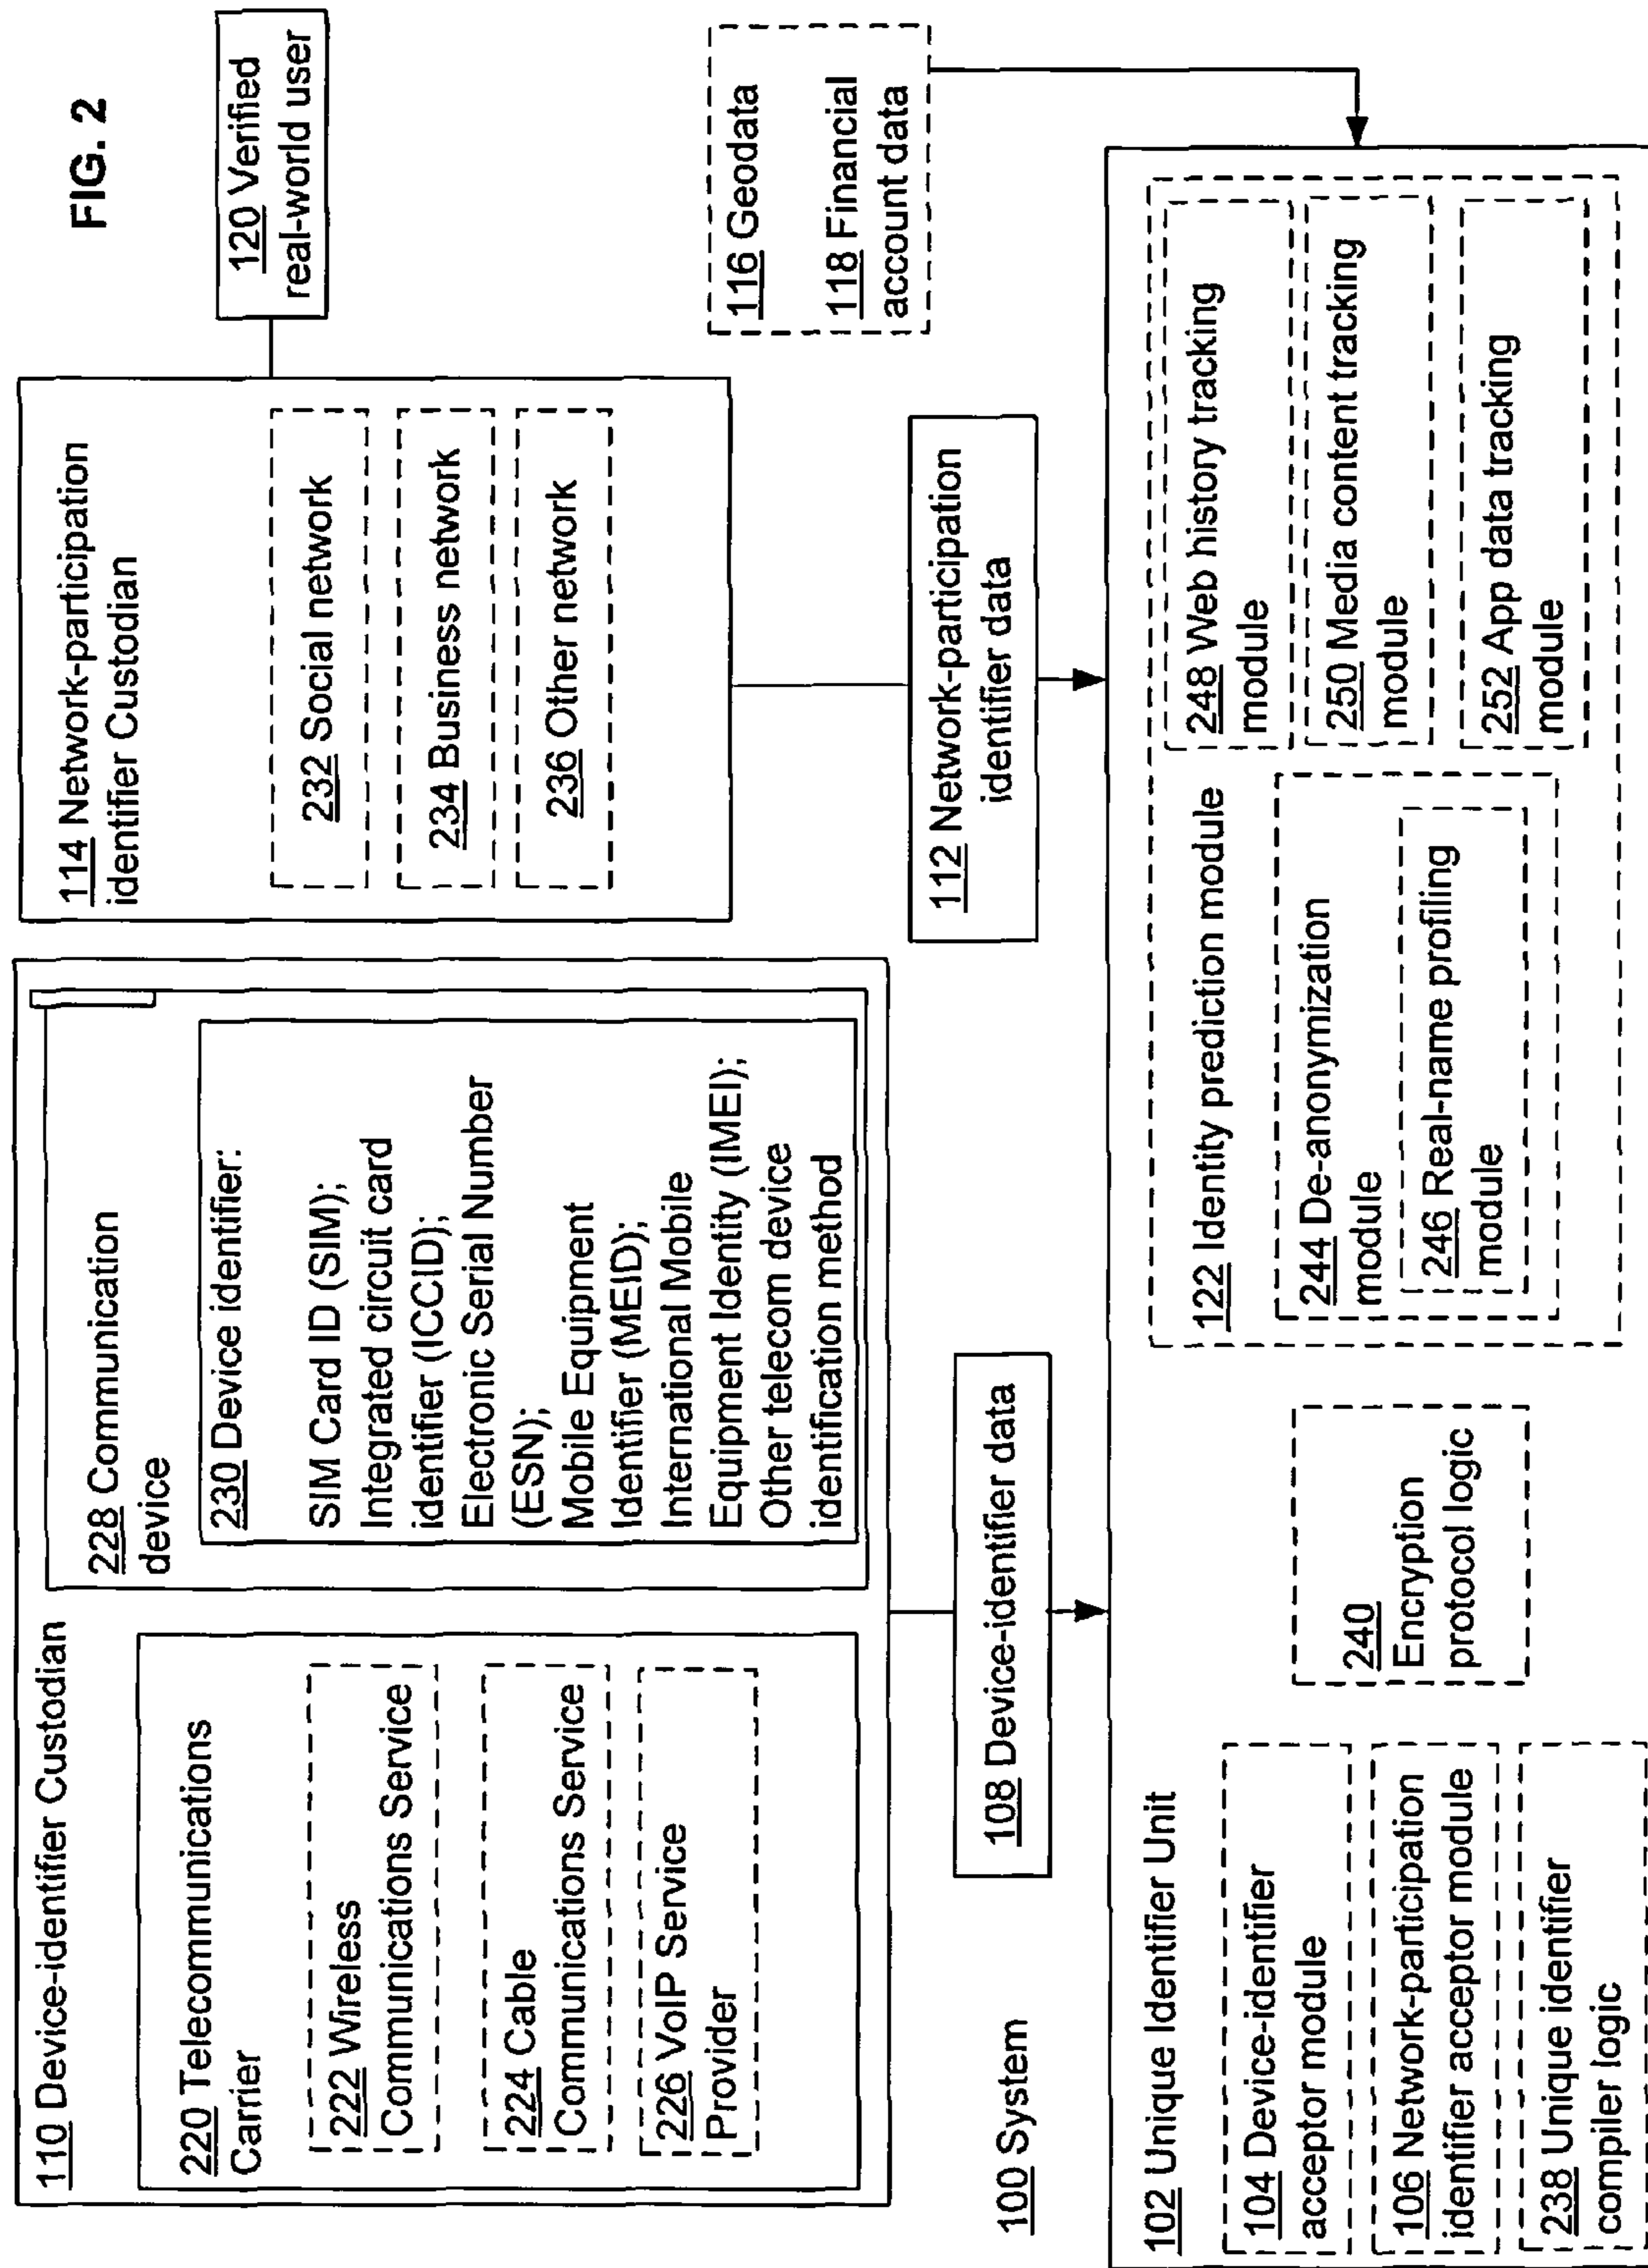 FIG. 2
110 Device-identifier Custodian
220 Telecommunications
Carrier
222 Wireless
Communications Service
224 Cable
Communications Service
226 VoIP Service
Provider
228 Communication
device
230 Device identifier:
SIM Card ID (SIM);
Integrated circuit card
identifier (ICCID);
Electronic Serial Number
(ESN);
Mobile Equipment
Identifier (MEID);
International Mobile
Equipment Identity (IMEI);
Other telecom device
identification method
114 Network-participation
identifier Custodian
232 Social network
234 Business network
236 Other network
120 Verified
real-world user
108 Device-identifier data
112 Network-participation
identifier data
116 Geodata
118 Financial
account data
100 System
102 Unique Identifier Unit
104 Device-identifier
acceptor module
106 Network-participation
identifier acceptor module
238 Unique identifier
compiler logic
240
Encryption
protocol logic
122 Identity prediction module
244 De-anonymization
module
246 Real-name profiling
module
248 Web history tracking
module
250 Media content tracking
module
252 App data tracking
module